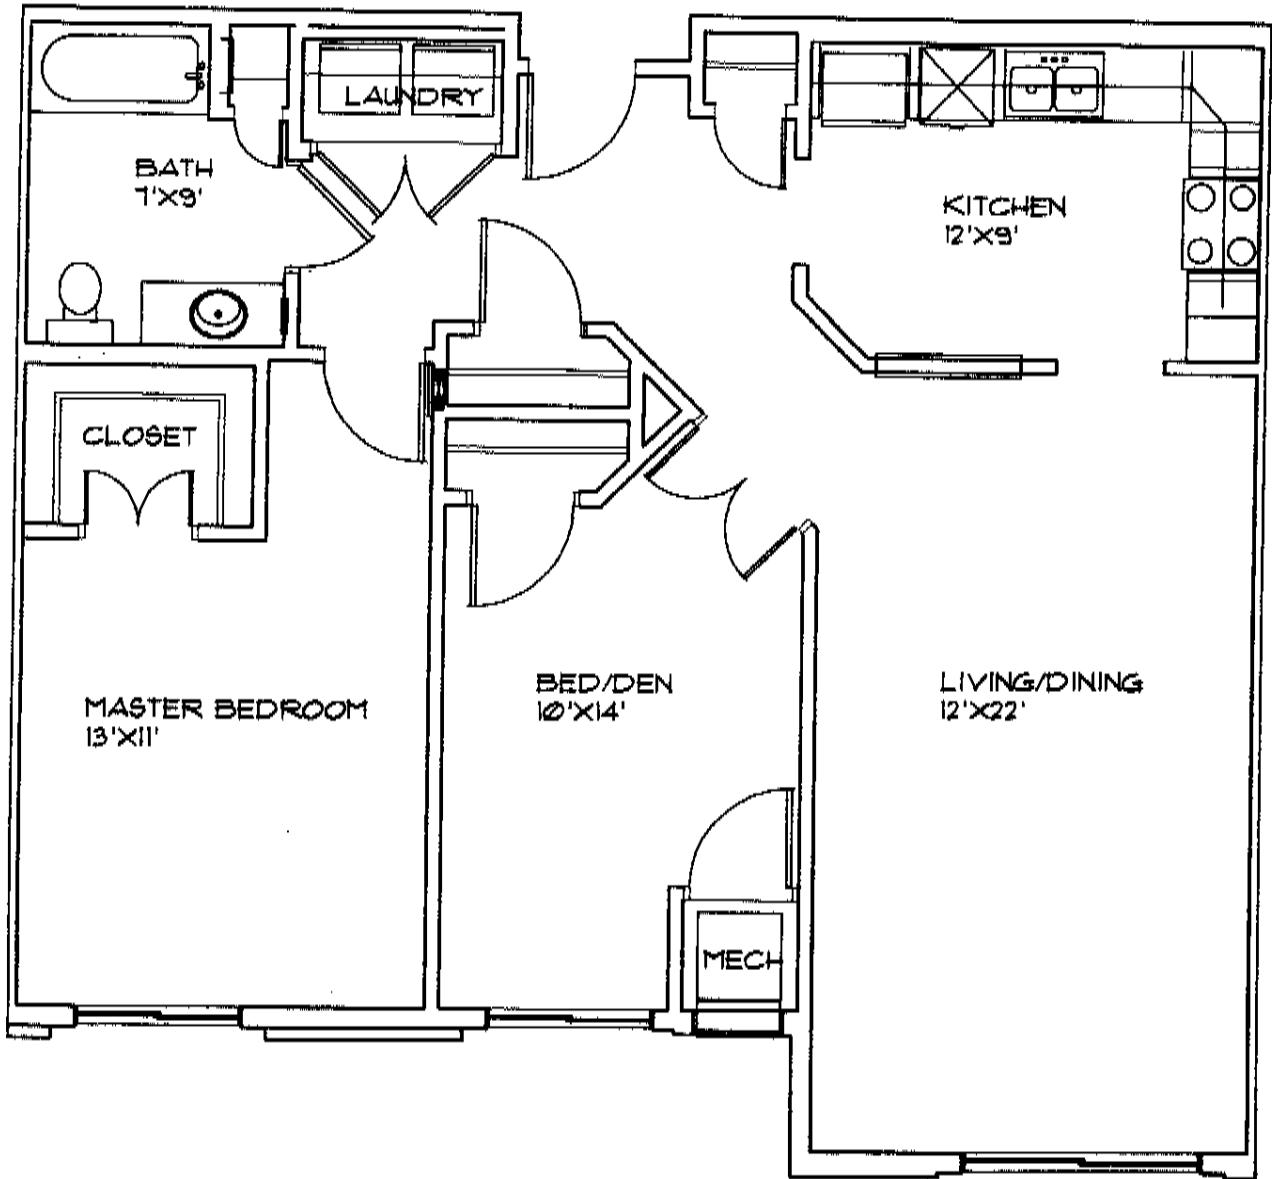 LAUNDRY
BATH
7'X9'
KITCHEN
12'X9'
CLOSET
MASTER BEDROOM
13'X11'
BED/DEN
10'X14'
LIVING/DINING
12'X22'
MECH